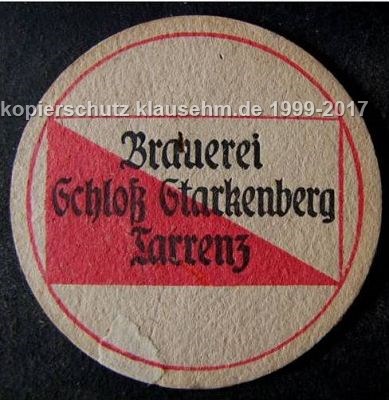 kopierschutz klausehm.de 1999-2017
Brauerei
Schloß Starkenberg
Tarrenz